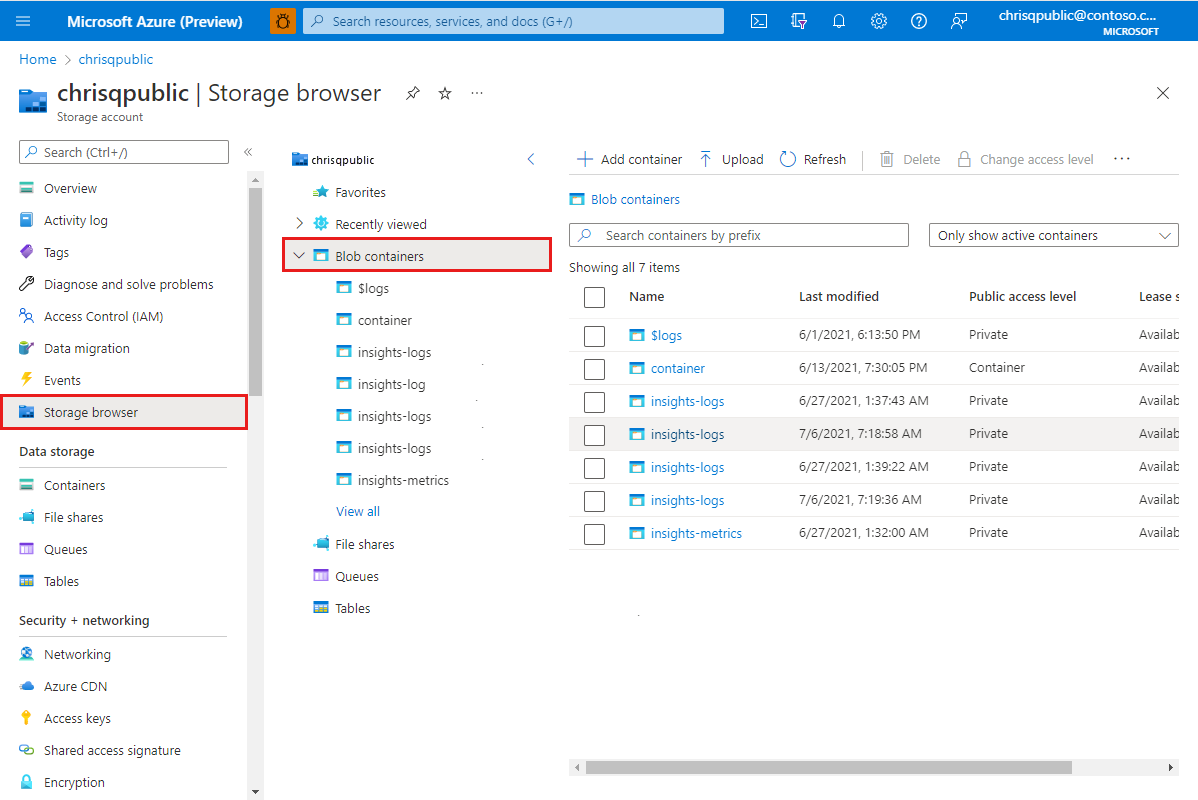 Microsoft Azure (Preview)
Search resources, services, and docs (G+/)
chrisqpublic@contoso.c...
MICROSOFT
Home > chrisqpublic
chrisqpublic | Storage browser
Storage account
Search (Ctrl+/)
Overview
Activity log
Tags
Diagnose and solve problems
Access Control (IAM)
Data migration
Events
Storage browser
Data storage
Containers
File shares
Queues
Tables
Security + networking
Networking
Azure CDN
Access keys
Shared access signature
Encryption
chrisqpublic
Favorites
Recently viewed
Blob containers
$logs
container
insights-logs
insights-log
insights-logs
insights-logs
insights-metrics
View all
File shares
Queues
Tables
Add container Upload Refresh Delete Change access level ...
Blob containers
Search containers by prefix
Only show active containers
Showing all 7 items
Name Last modified Public access level Lease s
$logs 6/1/2021, 6:13:50 PM Private Availab
container 6/13/2021, 7:30:05 PM Container Availab
insights-logs 6/27/2021, 1:37:43 AM Private Availab
insights-logs 7/6/2021, 7:18:58 AM Private Availab
insights-logs 6/27/2021, 1:39:22 AM Private Availab
insights-logs 7/6/2021, 7:19:36 AM Private Availab
insights-metrics 6/27/2021, 1:32:00 AM Private Availab